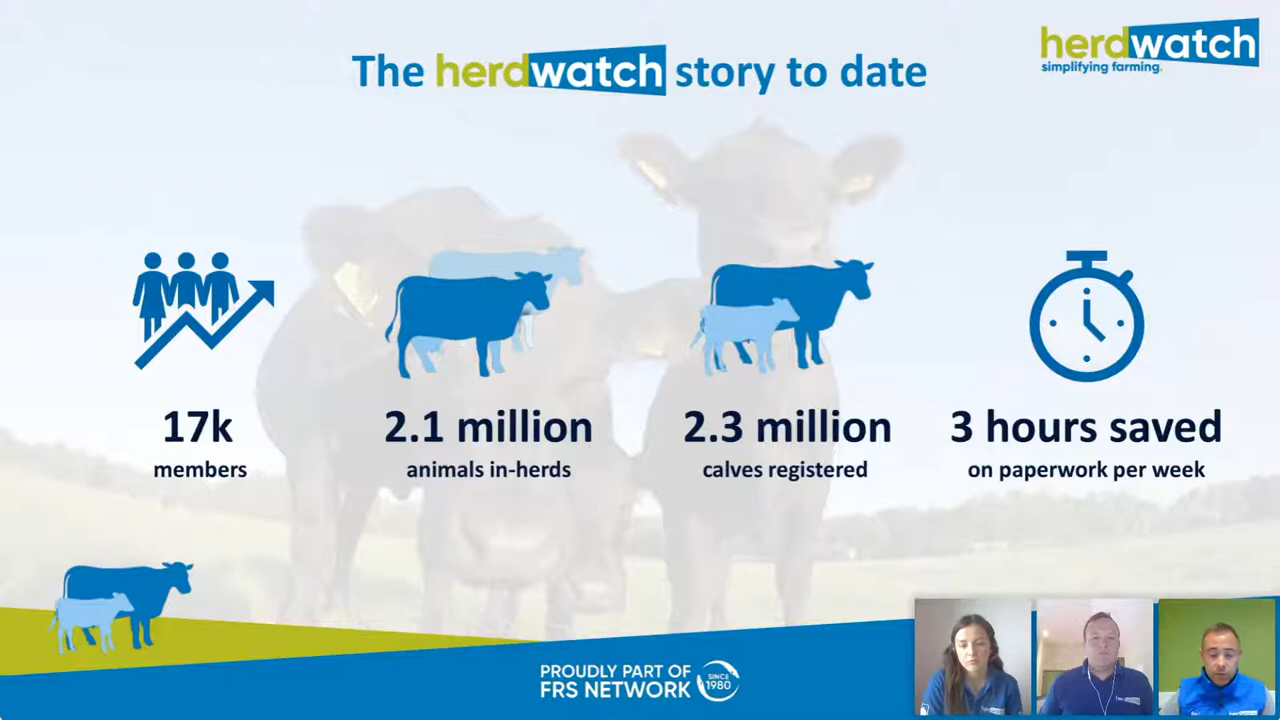 The herdwatch story to date
herdwatch
simplifying farming.
17k
members
2.1 million
animals in-herds
2.3 million
calves registered
3 hours saved
on paperwork per week
PROUDLY PART OF
FRS NETWORK
SINCE
1980